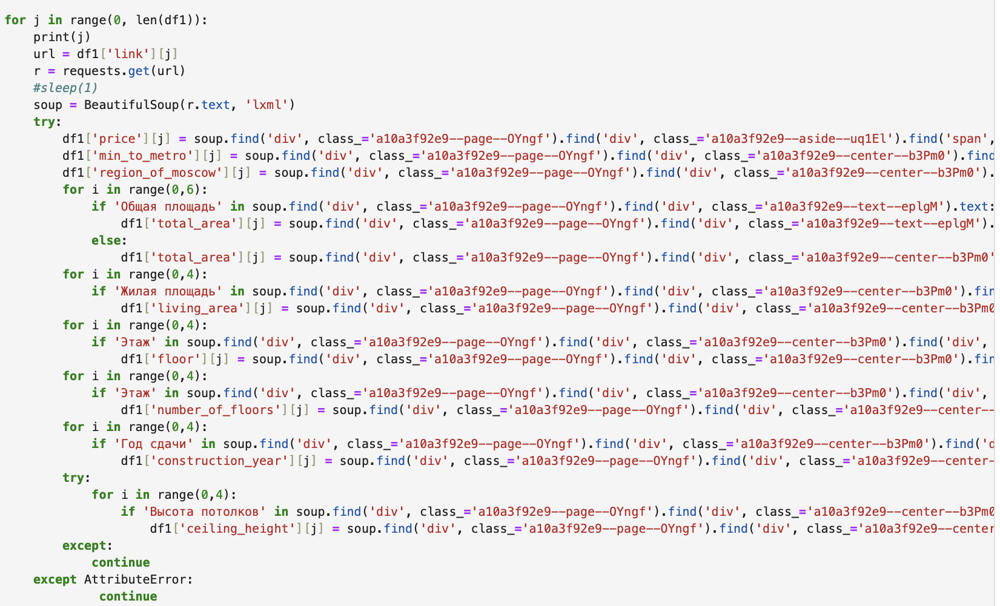 for j in range(0, len(df1)):
    print(j)
    url = df1['link'][j]
    r = requests.get(url)
    #sleep(1)
    soup = BeautifulSoup(r.text, 'lxml')
    try:
        df1['price'][j] = soup.find('div', class_='a10a3f92e9--page--OYngf').find('div', class_='a10a3f92e9--aside--uq1El').find('span',
        df1['min_to_metro'][j] = soup.find('div', class_='a10a3f92e9--page--OYngf').find('div', class_='a10a3f92e9--center--b3Pm0').find
        df1['region_of_moscow'][j] = soup.find('div', class_='a10a3f92e9--page--OYngf').find('div', class_='a10a3f92e9--center--b3Pm0').
        for i in range(0,6):
            if 'Общая площадь' in soup.find('div', class_='a10a3f92e9--page--OYngf').find('div', class_='a10a3f92e9--text--eplgM').text:
                df1['total_area'][j] = soup.find('div', class_='a10a3f92e9--page--OYngf').find('div', class_='a10a3f92e9--text--eplgM').
            else:
                df1['total_area'][j] = soup.find('div', class_='a10a3f92e9--page--OYngf').find('div', class_='a10a3f92e9--center--b3Pm0'
        for i in range(0,4):
            if 'Жилая площадь' in soup.find('div', class_='a10a3f92e9--page--OYngf').find('div', class_='a10a3f92e9--center--b3Pm0').fin
                df1['living_area'][j] = soup.find('div', class_='a10a3f92e9--page--OYngf').find('div', class_='a10a3f92e9--center--b3Pm0
        for i in range(0,4):
            if 'Этаж' in soup.find('div', class_='a10a3f92e9--page--OYngf').find('div', class_='a10a3f92e9--center--b3Pm0').find('div',
                df1['floor'][j] = soup.find('div', class_='a10a3f92e9--page--OYngf').find('div', class_='a10a3f92e9--center--b3Pm0').fin
        for i in range(0,4):
            if 'Этаж' in soup.find('div', class_='a10a3f92e9--page--OYngf').find('div', class_='a10a3f92e9--center--b3Pm0').find('div',
                df1['number_of_floors'][j] = soup.find('div', class_='a10a3f92e9--page--OYngf').find('div', class_='a10a3f92e9--center--
        for i in range(0,4):
            if 'Год сдачи' in soup.find('div', class_='a10a3f92e9--page--OYngf').find('div', class_='a10a3f92e9--center--b3Pm0').find('d
                df1['construction_year'][j] = soup.find('div', class_='a10a3f92e9--page--OYngf').find('div', class_='a10a3f92e9--center-
        try:
            for i in range(0,4):
                if 'Высота потолков' in soup.find('div', class_='a10a3f92e9--page--OYngf').find('div', class_='a10a3f92e9--center--b3Pm0
                    df1['ceiling_height'][j] = soup.find('div', class_='a10a3f92e9--page--OYngf').find('div', class_='a10a3f92e9--center
        except:
            continue
    except AttributeError:
             continue